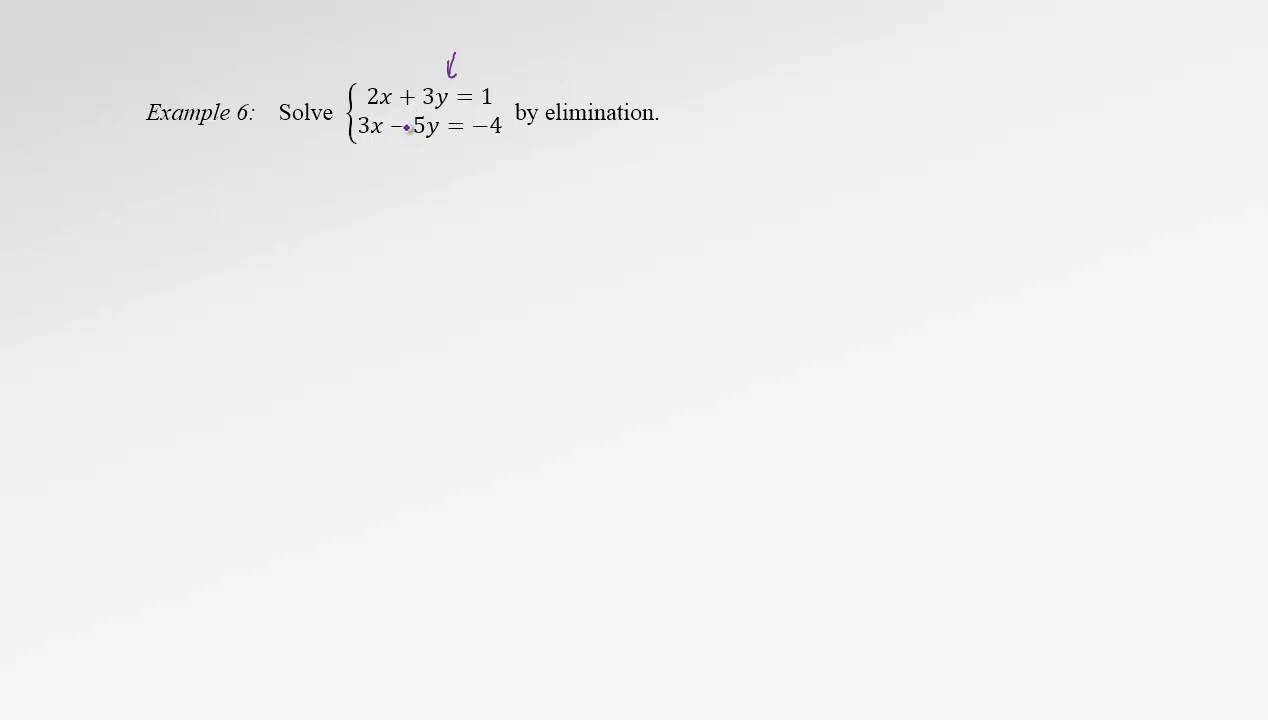 Example 6: Solve { 2x + 3y = 1 by elimination.
3x − 5y = −4